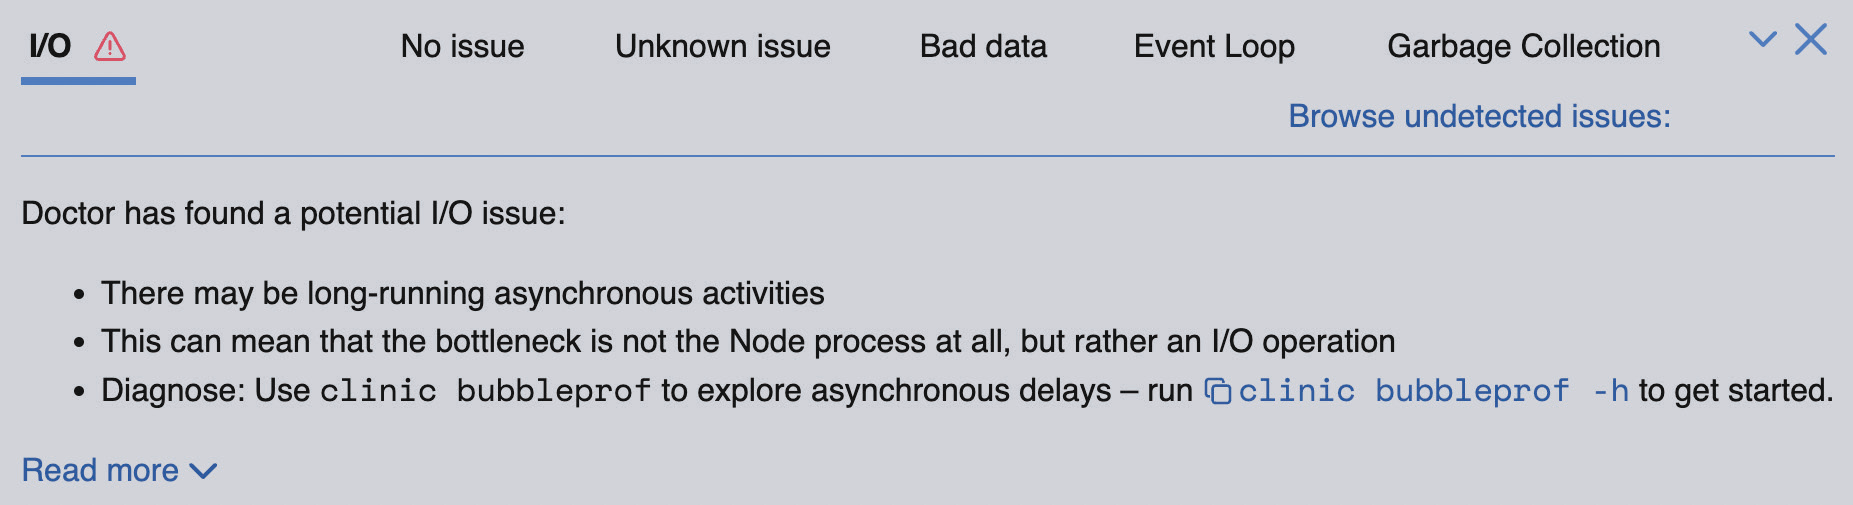 I/O No issue Unknown issue Bad data Event Loop Garbage Collection
Browse undetected issues:
Doctor has found a potential I/O issue:
• There may be long-running asynchronous activities
• This can mean that the bottleneck is not the Node process at all, but rather an I/O operation
• Diagnose: Use clinic bubbleprof to explore asynchronous delays – run clinic bubbleprof -h to get started.
Read more